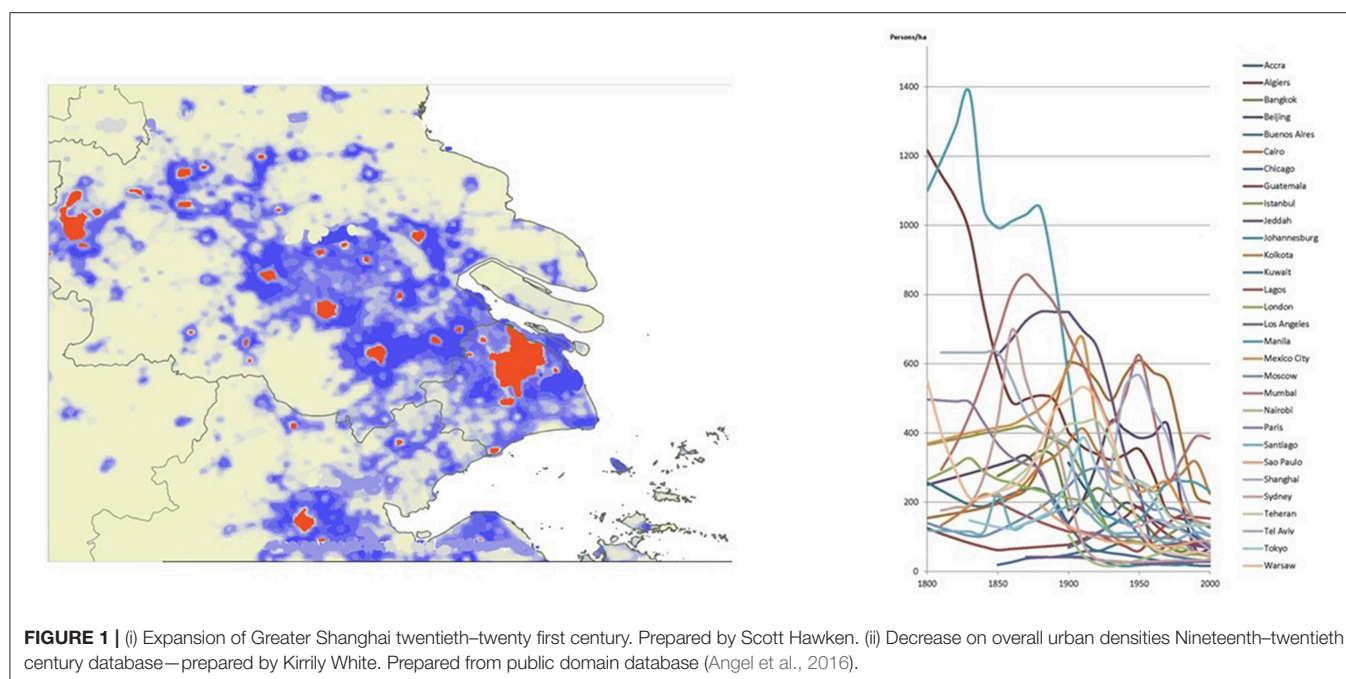 Persons/ha
1400
1200
1000
800
600
400
200
0
1800
1850
1900
1950
2000
Accra
Algiers
Bangkok
Beijing
Buenos Aires
Cairo
Chicago
Guatemala
Istanbul
Jeddah
Johannesburg
Kolkota
Kuwait
Lagos
London
Los Angeles
Manila
Mexico City
Moscow
Mumbai
Nairobi
Paris
Santiago
Sao Paulo
Shanghai
Sydney
Teheran
Tel Aviv
Tokyo
Warsaw
FIGURE 1 | (i) Expansion of Greater Shanghai twentieth–twenty first century. Prepared by Scott Hawken. (ii) Decrease on overall urban densities Nineteenth–twentieth
century database—prepared by Kirrily White. Prepared from public domain database (Angel et al., 2016).